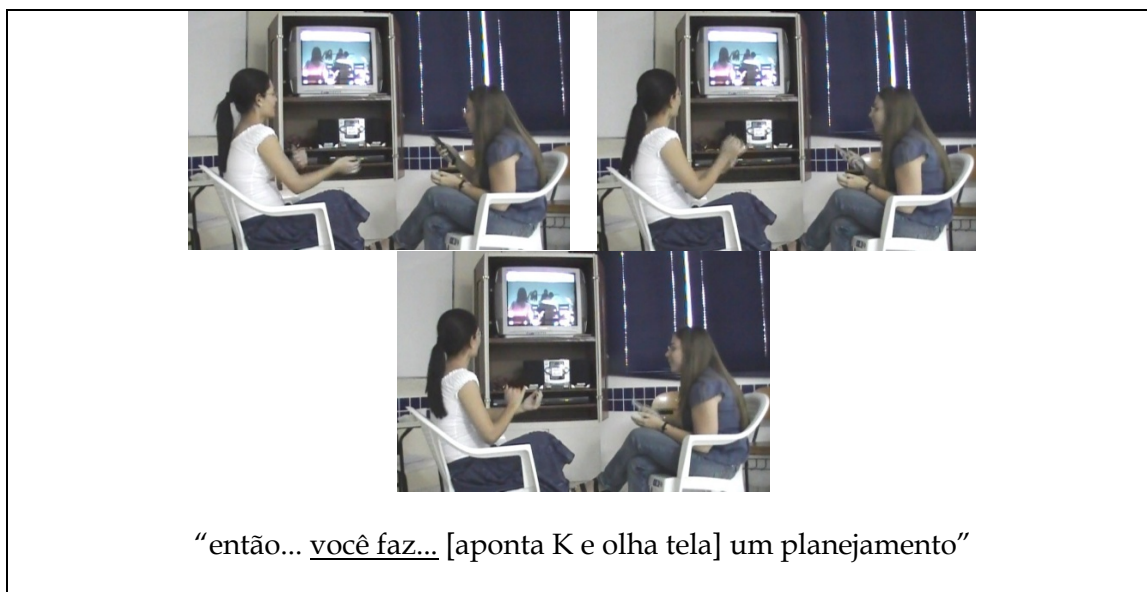 “então... você faz... [aponta K e olha tela] um planejamento”